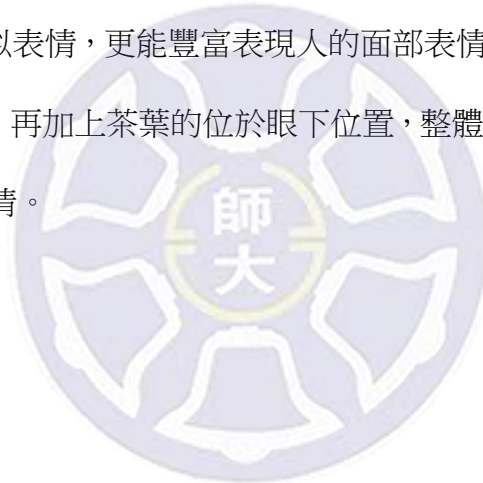 以表情，更能豐富表現人的面部表情
再加上茶葉的位於眼下位置，整體
情。
師
大